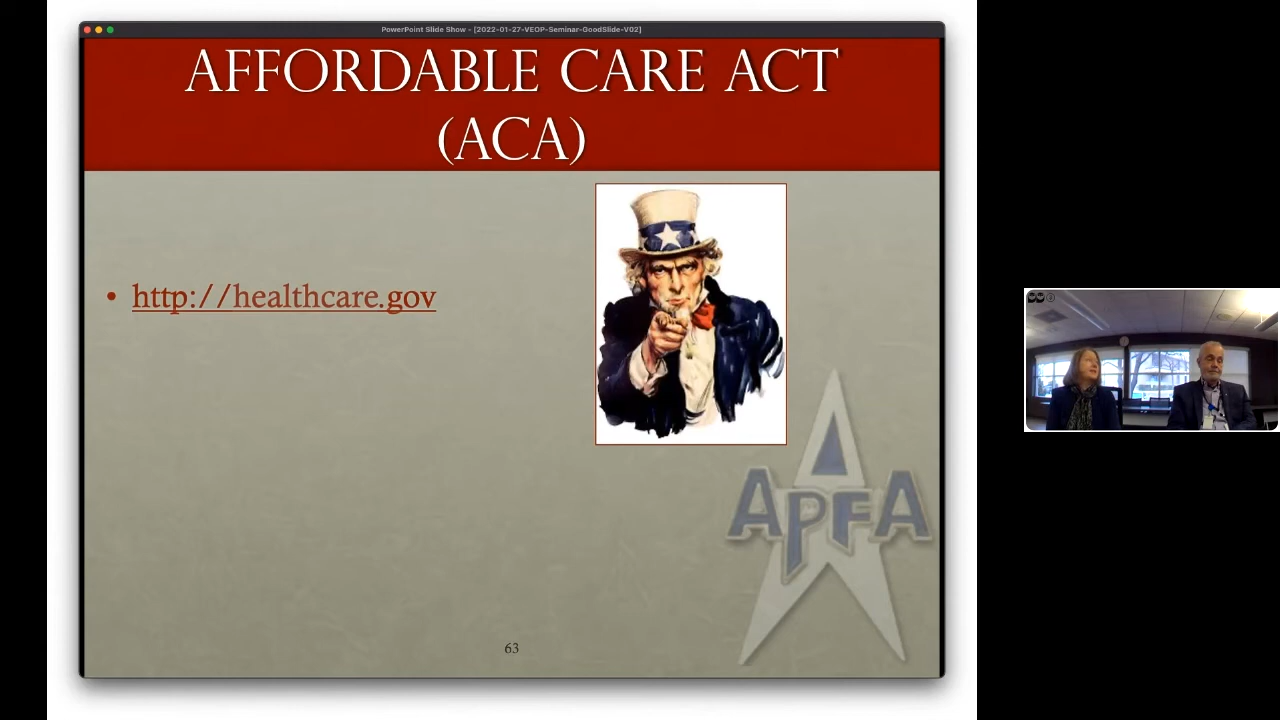 PowerPoint Slide Show - [2022-01-27-VEOP-Seminar-GoodSlide-V02]
AFFORDABLE CARE ACT
(ACA)
• http://healthcare.gov
APFA
63